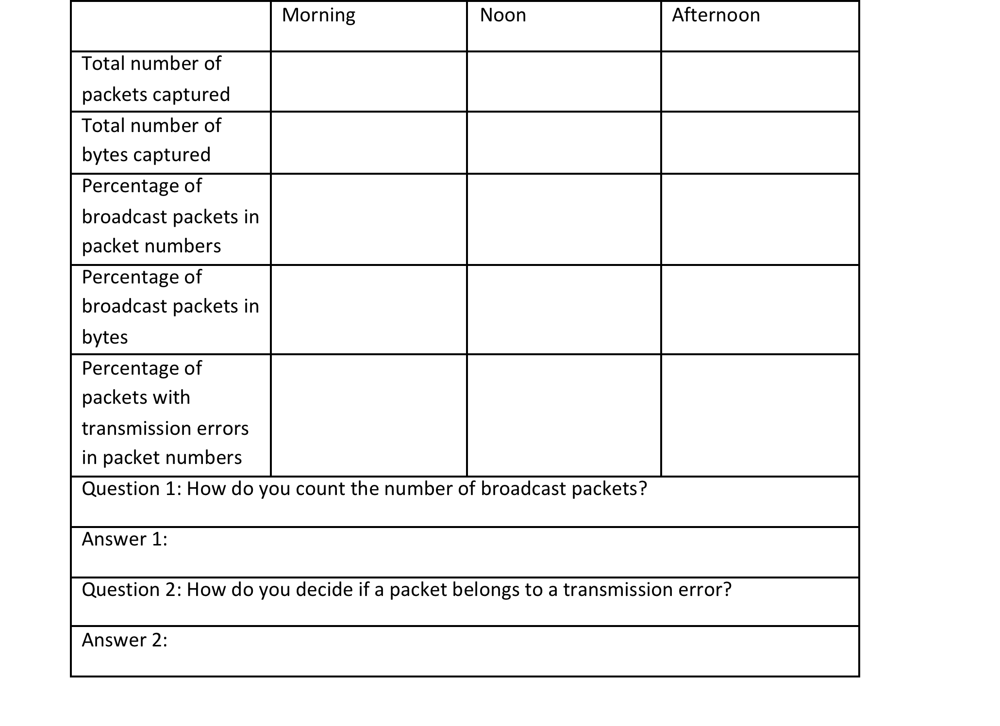 Morning
Noon
Afternoon
Total number of
packets captured
Total number of
bytes captured
Percentage of
broadcast packets in
packet numbers
Percentage of
broadcast packets in
bytes
Percentage of
packets with
transmission errors
in packet numbers
Question 1: How do you count the number of broadcast packets?
Answer 1:
Question 2: How do you decide if a packet belongs to a transmission error?
Answer 2: